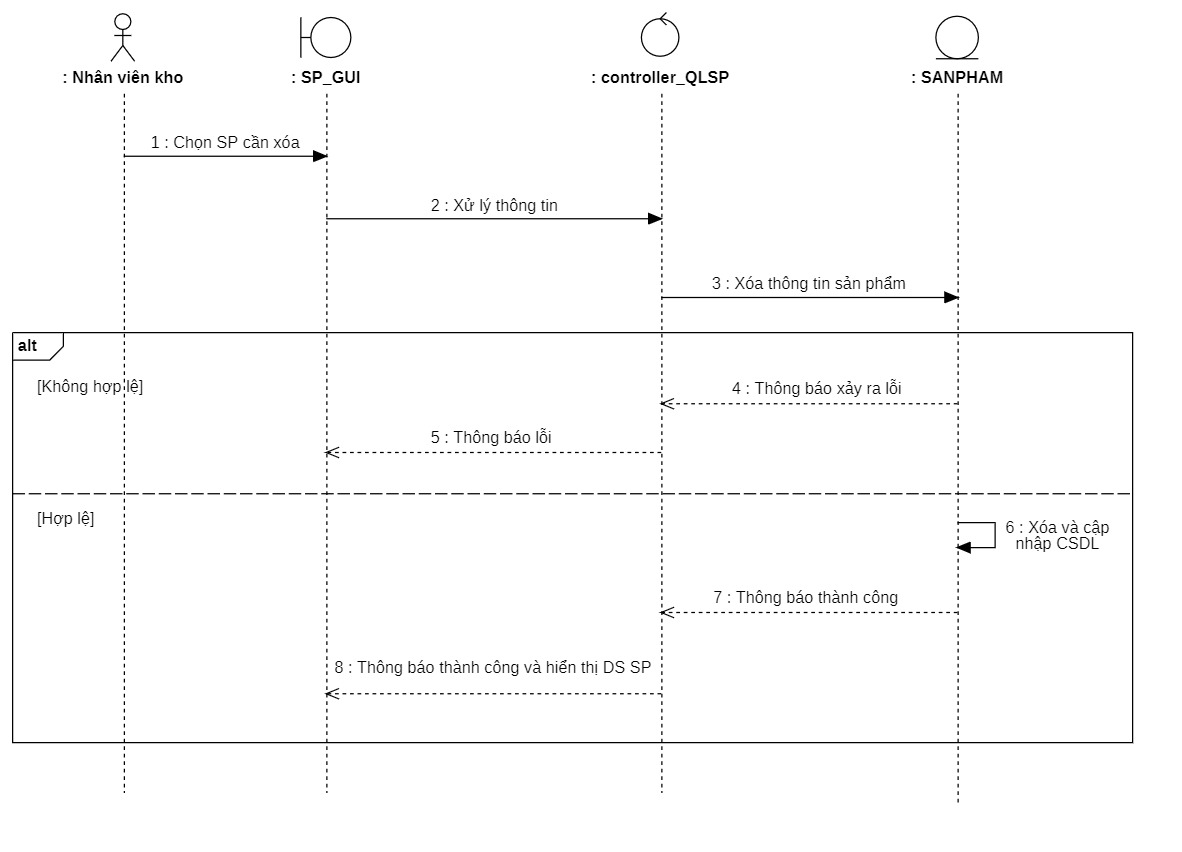 : Nhân viên kho
: SP_GUI
: controller_QLSP
: SANPHAM
1 : Chọn SP cần xóa
2 : Xử lý thông tin
3 : Xóa thông tin sản phẩm
alt
[Không hợp lệ]
4 : Thông báo xảy ra lỗi
5 : Thông báo lỗi
[Hợp lệ]
6 : Xóa và cập
nhập CSDL
7 : Thông báo thành công
8 : Thông báo thành công và hiển thị DS SP